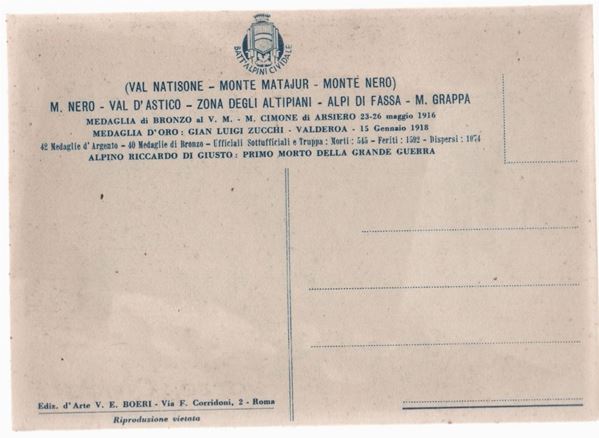 BATT. ALPINI CIVIDALE
(VAL NATISONE - MONTE MATAJUR - MONTE NERO)
M. NERO - VAL D'ASTICO - ZONA DEGLI ALTIPIANI - ALPI DI FASSA - M. GRAPPA
MEDAGLIA di BRONZO al V. M. - M. CIMONE di ARSIERO 23-26 maggio 1916
MEDAGLIA D'ORO : GIAN LUIGI ZUCCHI - VALDEROA - 15 Gennaio 1918
42 Medaglie d'Argento - 40 Medaglie di Bronzo - Ufficiali Sottufficiali e Truppa : Morti : 545 - Feriti : 1592 - Dispersi : 1074
ALPINO RICCARDO DI GIUSTO : PRIMO MORTO DELLA GRANDE GUERRA
Ediz. d'Arte V. E. BOERI - Via F. Corridoni, 2 - Roma
Riproduzione vietata